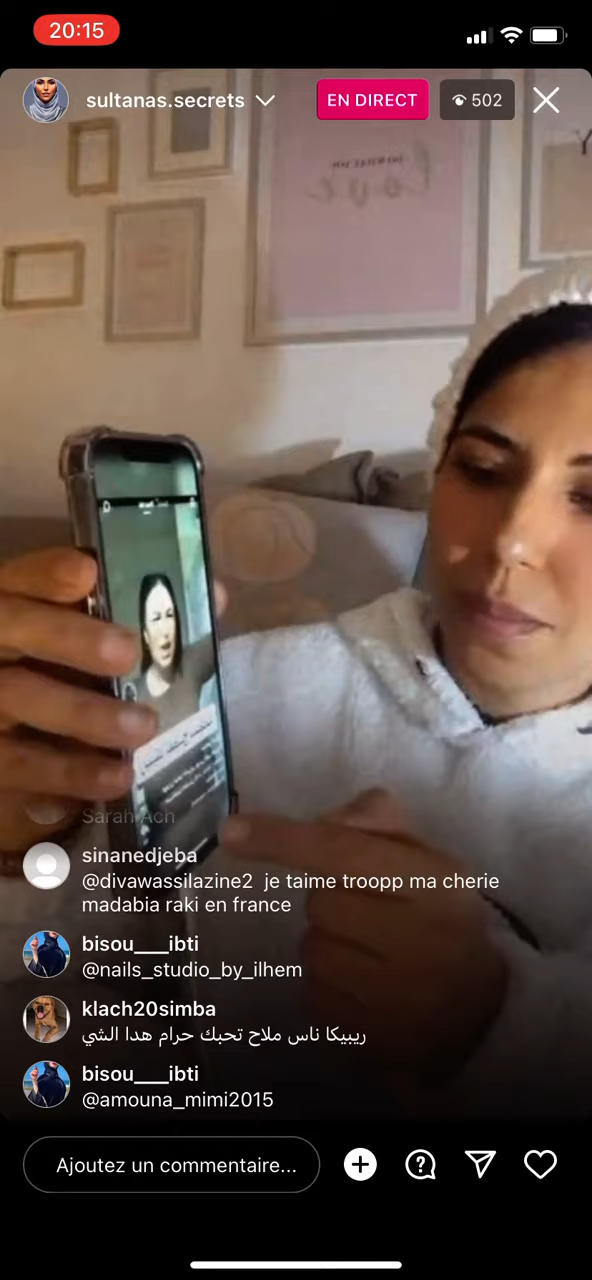 20:15
sultanas.secrets
EN DIRECT
502
love
Sarah Ach
sinanedjeba
@divawassilazine2 je taime troopp ma cherie
madabia raki en france
bisou___ibti
@nails_studio_by_ilhem
klach20simba
ريبيكا ناس ملاح تحبك حرام هدا الشي
bisou___ibti
@amouna_mimi2015
Ajoutez un commentaire...